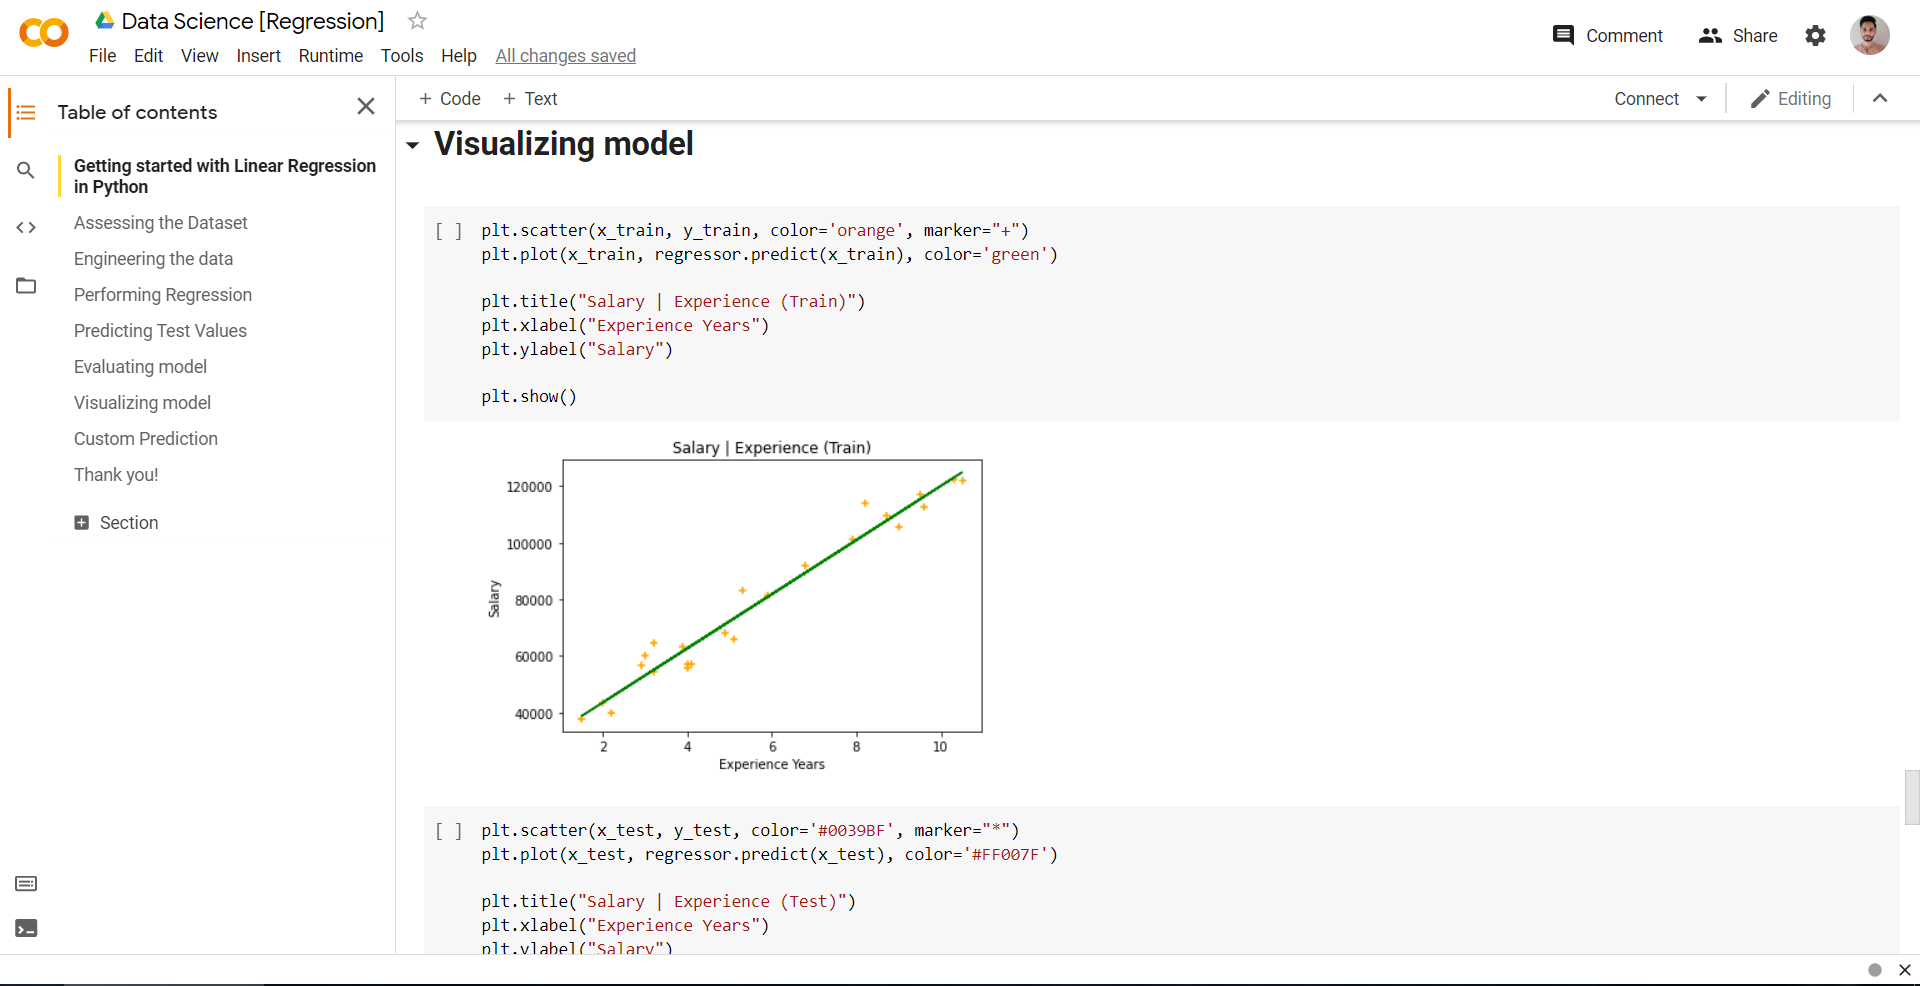 Data Science [Regression]
File Edit View Insert Runtime Tools Help All changes saved
Comment Share
Table of contents
Getting started with Linear Regression
in Python
Assessing the Dataset
Engineering the data
Performing Regression
Predicting Test Values
Evaluating model
Visualizing model
Custom Prediction
Thank you!
Section
+ Code + Text
Connect Editing
Visualizing model
[ ] plt.scatter(x_train, y_train, color='orange', marker="+")
plt.plot(x_train, regressor.predict(x_train), color='green')
plt.title("Salary | Experience (Train)")
plt.xlabel("Experience Years")
plt.ylabel("Salary")
plt.show()
Salary | Experience (Train)
120000
100000
80000
60000
40000
Salary
2 4 6 8 10
Experience Years
[ ] plt.scatter(x_test, y_test, color='#0039BF', marker="*")
plt.plot(x_test, regressor.predict(x_test), color='#FF007F')
plt.title("Salary | Experience (Test)")
plt.xlabel("Experience Years")
plt.ylabel("Salary")